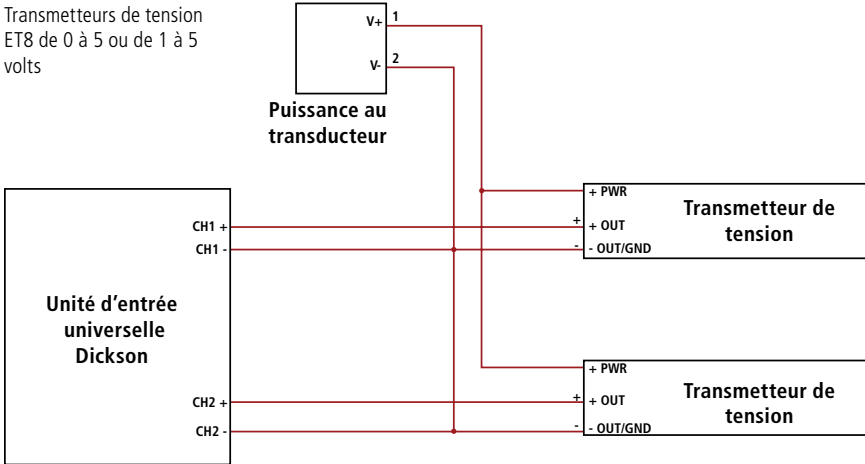 Transmetteurs de tension
ET8 de 0 à 5 ou de 1 à 5
volts
V+ 1
V- 2
Puissance au
transducteur
Unité d’entrée
universelle
Dickson
CH1 +
CH1 -
CH2 +
CH2 -
+ PWR
+ + OUT
- - OUT/GND
Transmetteur de
tension
+ PWR
+ + OUT
- - OUT/GND
Transmetteur de
tension